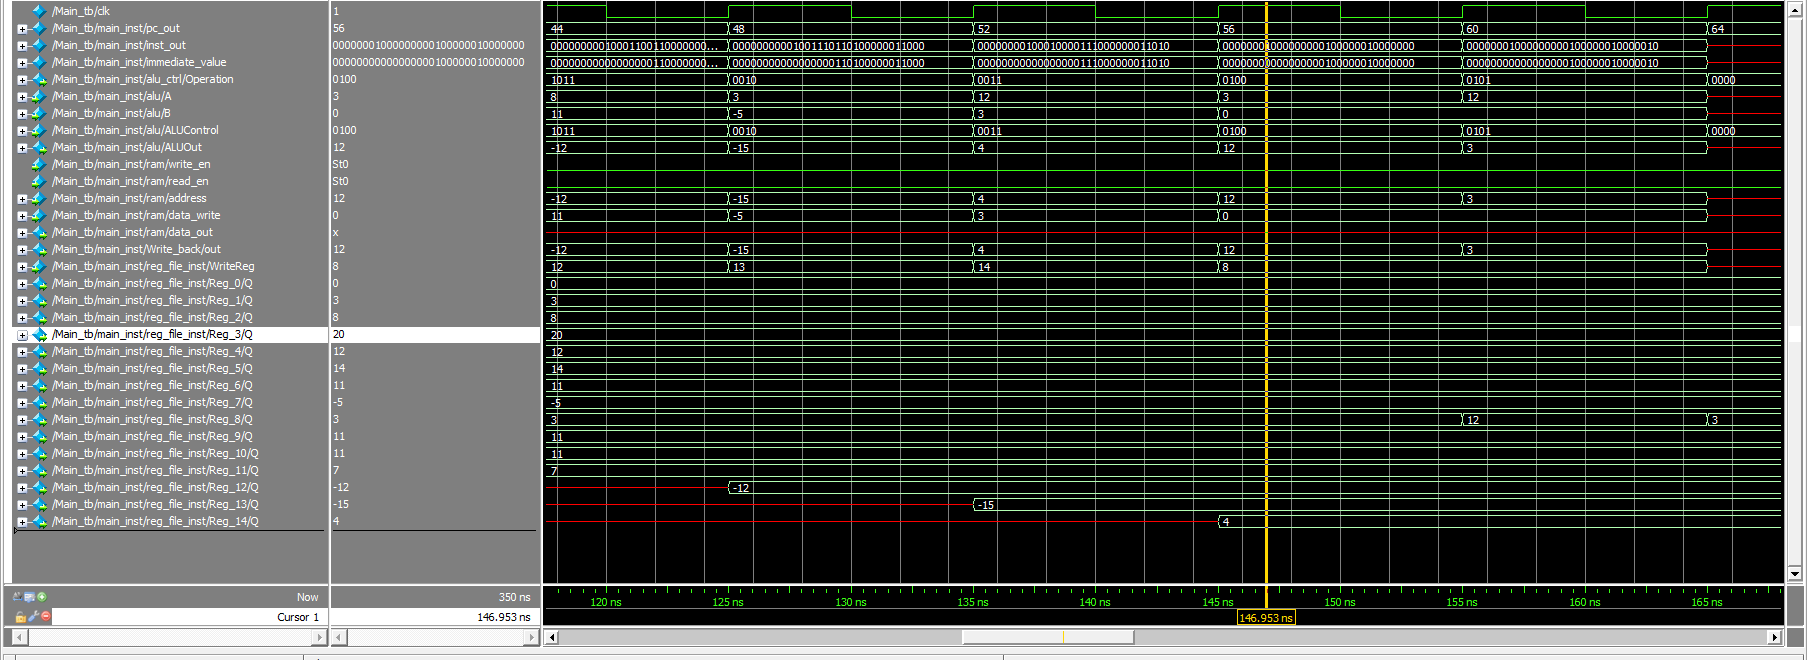 /Main_tb/clk 1
/Main_tb/main_inst/pc_out 56 44 48 52 56 60 64
/Main_tb/main_inst/inst_out 00000001000000000100000010000000 0000000001000110011000000... 00000000010011101101000000011000 00000000100010000111000000011010 00000001000000000100000010000000 00000001000000000100000010000010
/Main_tb/main_inst/immediate_value 00000000000000000100000010000000 0000000000000000011000000... 00000000000000000110100000011000 00000000000000000111000000011010 00000000000000000100000010000000 00000000000000000100000010000010
/Main_tb/main_inst/alu_ctrl/Operation 0100 1011 0010 0011 0100 0101 0000
/Main_tb/main_inst/alu/A 3 8 3 12 3 12
/Main_tb/main_inst/alu/B 0 11 -5 3 0
/Main_tb/main_inst/alu/ALUControl 0100 1011 0010 0011 0100 0101 0000
/Main_tb/main_inst/alu/ALUOut 12 -12 -15 4 12 3
/Main_tb/main_inst/ram/write_en St0
/Main_tb/main_inst/ram/read_en St0
/Main_tb/main_inst/ram/address 12 -12 -15 4 12 3
/Main_tb/main_inst/ram/data_write 0 11 -5 3 0
/Main_tb/main_inst/ram/data_out x
/Main_tb/main_inst/Write_back/out 12 -12 -15 4 12 3
/Main_tb/main_inst/reg_file_inst/WriteReg 8 12 13 14 8
/Main_tb/main_inst/reg_file_inst/Reg_0/Q 0 0
/Main_tb/main_inst/reg_file_inst/Reg_1/Q 3 3
/Main_tb/main_inst/reg_file_inst/Reg_2/Q 8 8
/Main_tb/main_inst/reg_file_inst/Reg_3/Q 20 20
/Main_tb/main_inst/reg_file_inst/Reg_4/Q 12 12
/Main_tb/main_inst/reg_file_inst/Reg_5/Q 14 14
/Main_tb/main_inst/reg_file_inst/Reg_6/Q 11 11
/Main_tb/main_inst/reg_file_inst/Reg_7/Q -5 -5
/Main_tb/main_inst/reg_file_inst/Reg_8/Q 3 3 12 3
/Main_tb/main_inst/reg_file_inst/Reg_9/Q 11 11
/Main_tb/main_inst/reg_file_inst/Reg_10/Q 11 11
/Main_tb/main_inst/reg_file_inst/Reg_11/Q 7 7
/Main_tb/main_inst/reg_file_inst/Reg_12/Q -12 -12
/Main_tb/main_inst/reg_file_inst/Reg_13/Q -15 -15
/Main_tb/main_inst/reg_file_inst/Reg_14/Q 4 4
Now 350 ns 120 ns 125 ns 130 ns 135 ns 140 ns 145 ns 150 ns 155 ns 160 ns 165 ns
Cursor 1 146.953 ns 146.953 ns